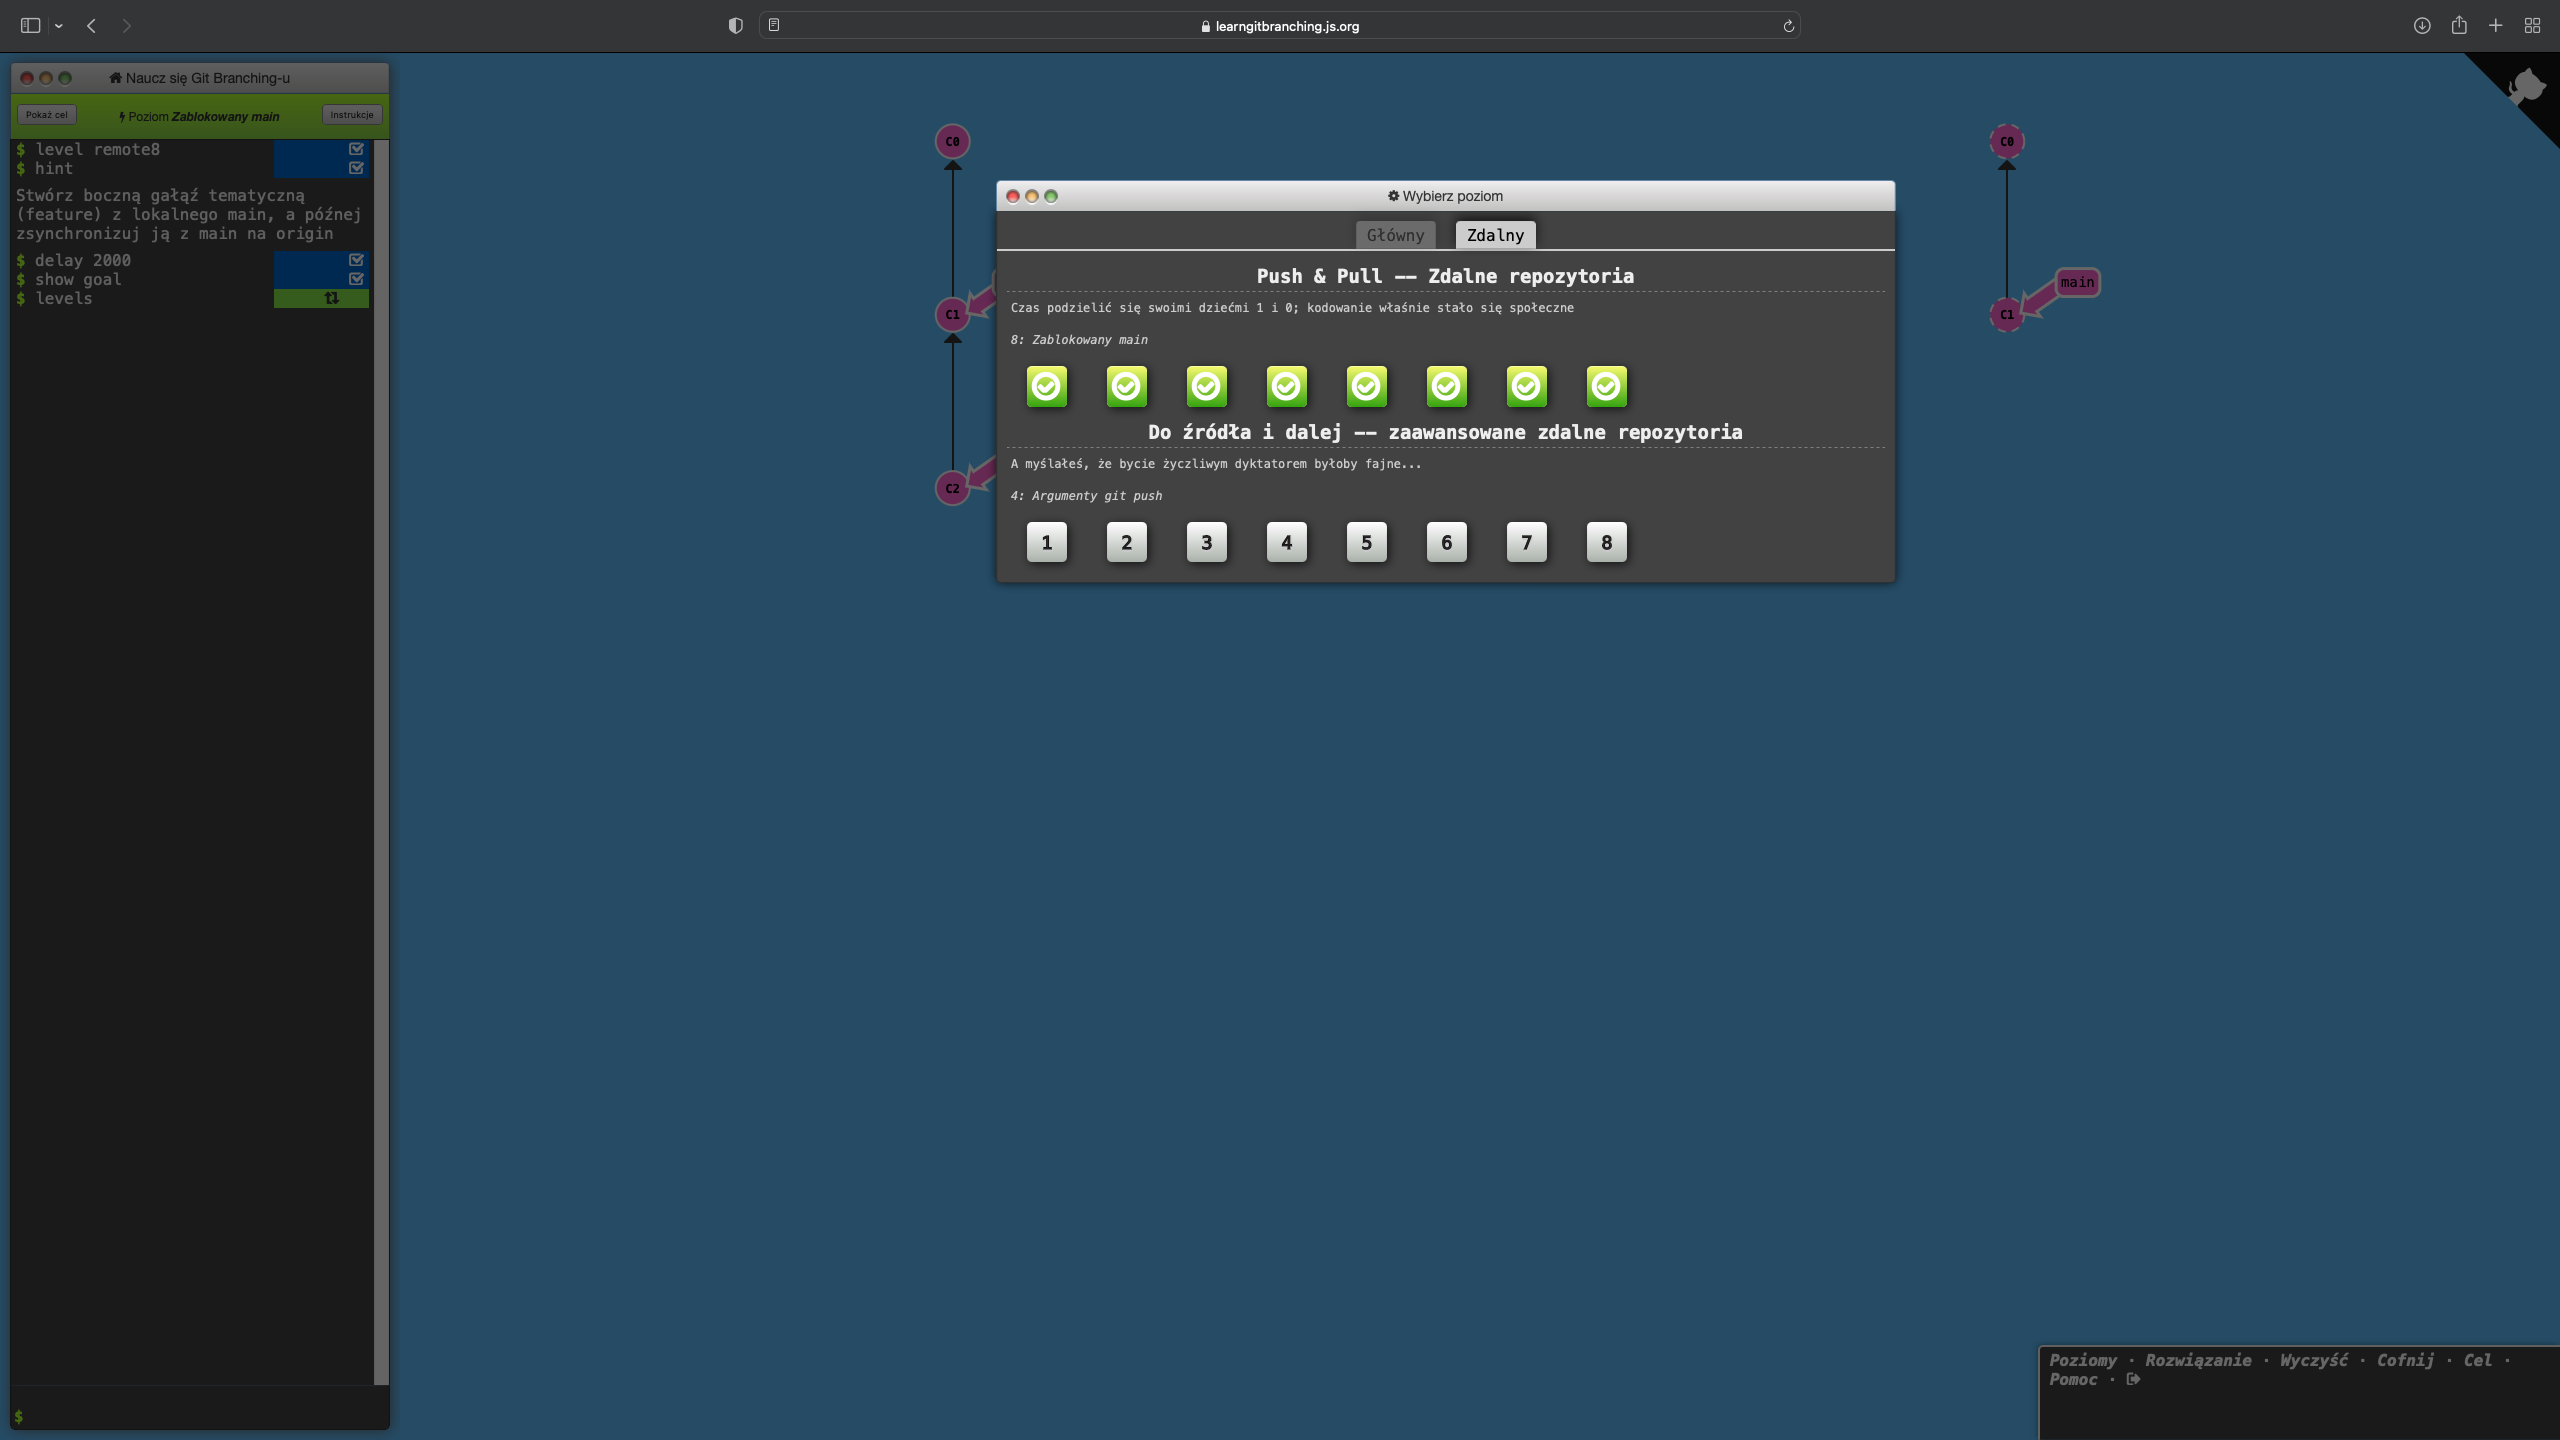 learngitbranching.js.org
Naucz się Git Branching-u
Pokaż cel
Poziom Zablokowany main
Instrukcje
$ level remote8
$ hint
Stwórz boczną gałąź tematyczną
(feature) z lokalnego main, a później
zsynchronizuj ją z main na origin
$ delay 2000
$ show goal
$ levels
$
C0
C1
C2
Wybierz poziom
Główny
Zdalny
Push & Pull -- Zdalne repozytoria
Czas podzielić się swoimi dziećmi 1 i 0; kodowanie właśnie stało się społeczne
8: Zablokowany main
Do źródła i dalej -- zaawansowane zdalne repozytoria
A myślałeś, że bycie życzliwym dyktatorem byłoby fajne...
4: Argumenty git push
1 2 3 4 5 6 7 8
C0
main
C1
Poziomy · Rozwiązanie · Wyczyść · Cofnij · Cel ·
Pomoc ·